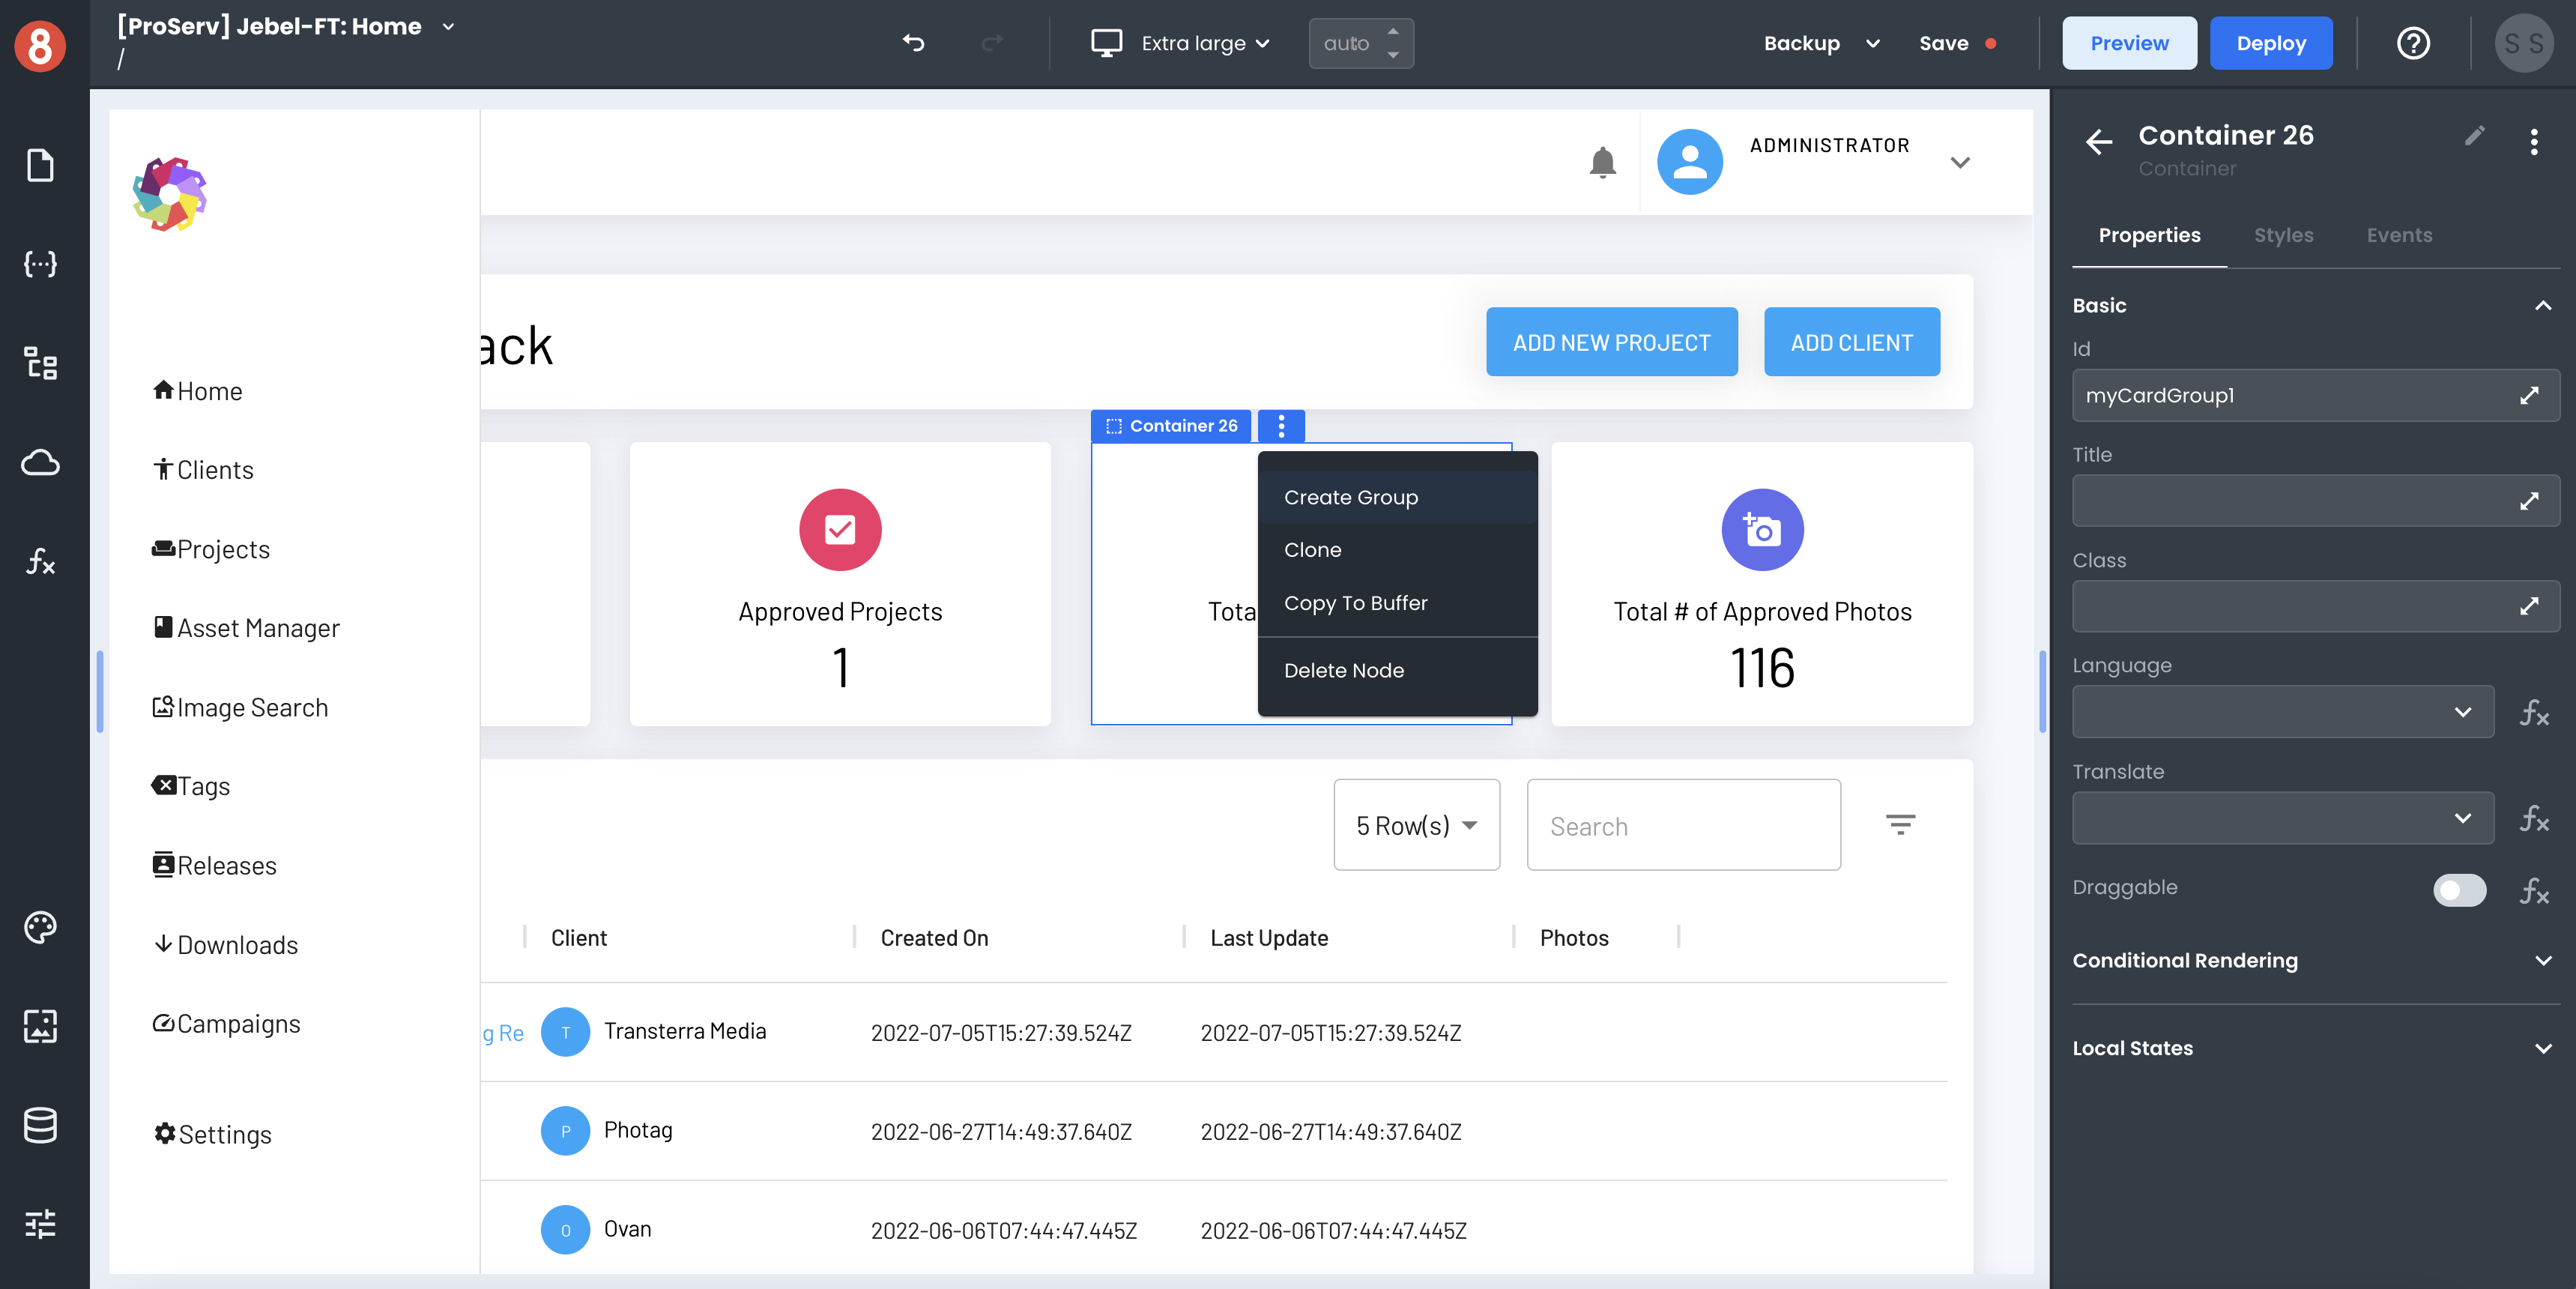 8
[ProServ] Jebel-FT: Home
/
Extra large
auto
Backup
Save
Preview
Deploy
?
S S
ADMINISTRATOR
Home
Clients
Projects
Asset Manager
Image Search
Tags
Releases
Downloads
Campaigns
Settings
ack
ADD NEW PROJECT
ADD CLIENT
Container 26
Approved Projects
1
Tota
Create Group
Clone
Copy To Buffer
Delete Node
Total # of Approved Photos
116
5 Row(s)
Search
Client
Created On
Last Update
Photos
g Re
T
Transterra Media
2022-07-05T15:27:39.524Z
2022-07-05T15:27:39.524Z
P
Photag
2022-06-27T14:49:37.640Z
2022-06-27T14:49:37.640Z
O
Ovan
2022-06-06T07:44:47.445Z
2022-06-06T07:44:47.445Z
Container 26
Container
Properties
Styles
Events
Basic
Id
myCardGroup1
Title
Class
Language
fx
Translate
fx
Draggable
fx
Conditional Rendering
Local States